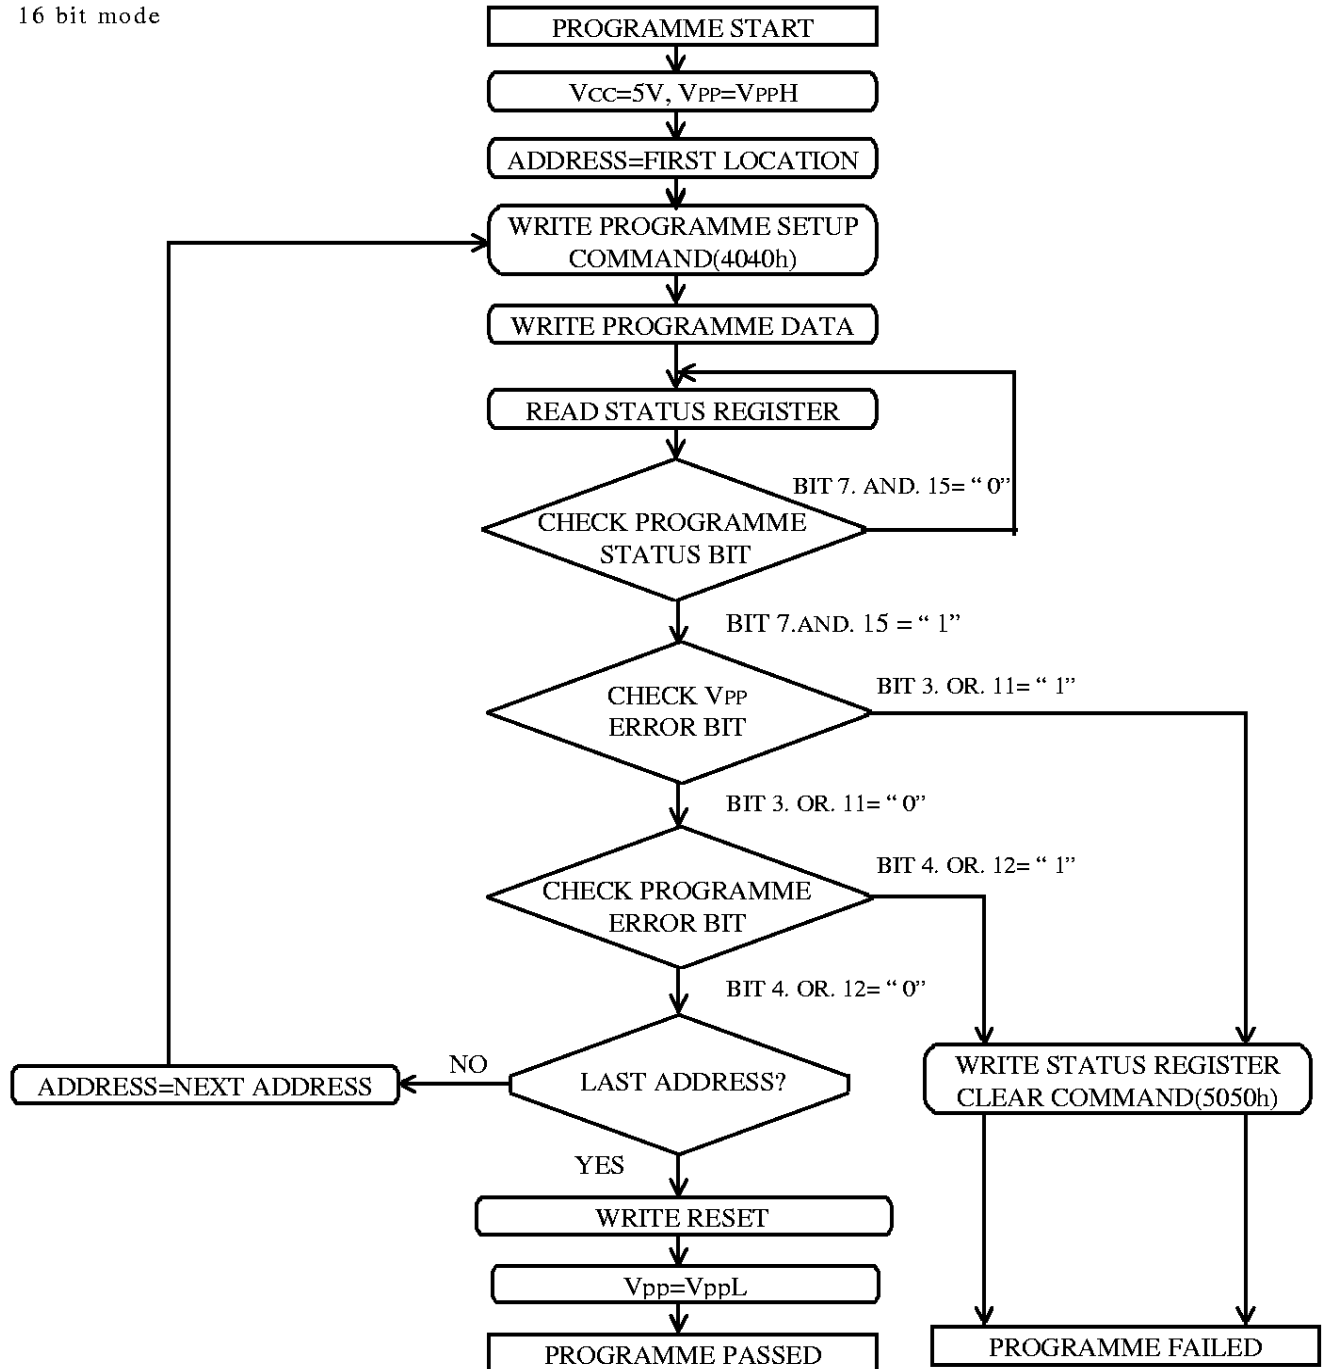 16 bit mode
PROGRAMME START
VCC=5V, VPP=VPPH
ADDRESS=FIRST LOCATION
WRITE PROGRAMME SETUP
COMMAND(4040h)
WRITE PROGRAMME DATA
READ STATUS REGISTER
BIT 7. AND. 15= “ 0”
CHECK PROGRAMME
STATUS BIT
BIT 7.AND. 15 = “ 1”
CHECK VPP
ERROR BIT
BIT 3. OR. 11= “ 1”
BIT 3. OR. 11= “ 0”
CHECK PROGRAMME
ERROR BIT
BIT 4. OR. 12= “ 1”
BIT 4. OR. 12= “ 0”
LAST ADDRESS?
NO
ADDRESS=NEXT ADDRESS
WRITE STATUS REGISTER
CLEAR COMMAND(5050h)
YES
WRITE RESET
Vpp=VppL
PROGRAMME PASSED
PROGRAMME FAILED